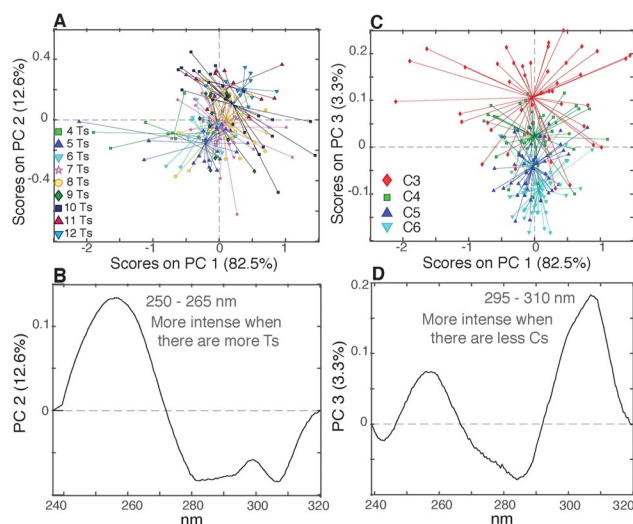 A
Scores on PC 2 (12.6%)
0.4
0
-0.4
4 Ts
5 Ts
6 Ts
7 Ts
8 Ts
9 Ts
10 Ts
11 Ts
12 Ts
-2
-1
0
1
Scores on PC 1 (82.5%)
C
Scores on PC 3 (3.3%)
0.2
0.1
0
-0.1
C3
C4
C5
C6
-2
-1
0
1
Scores on PC 1 (82.5%)
B
PC 2 (12.6%)
250 - 265 nm
More intense when
there are more Ts
0.1
0
240
260
280
300
320
nm
D
PC 3 (3.3%)
295 - 310 nm
More intense when
there are less Cs
0.2
0.1
0
240
260
280
300
320
nm